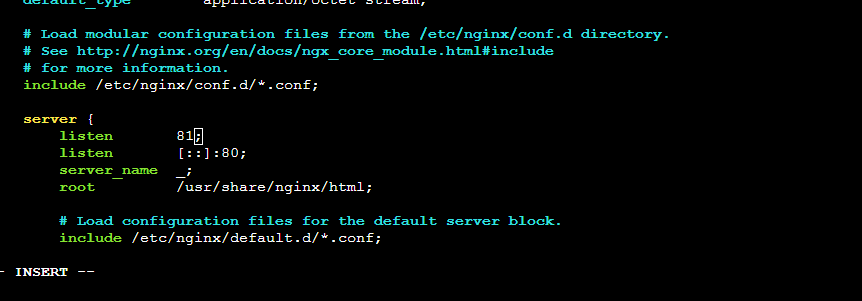 default_type        application/octet-stream;
# Load modular configuration files from the /etc/nginx/conf.d directory.
# See http://nginx.org/en/docs/ngx_core_module.html#include
# for more information.
include /etc/nginx/conf.d/*.conf;
server {
listen       81;
listen       [::]:80;
server_name  _;
root         /usr/share/nginx/html;
# Load configuration files for the default server block.
include /etc/nginx/default.d/*.conf;
- INSERT --